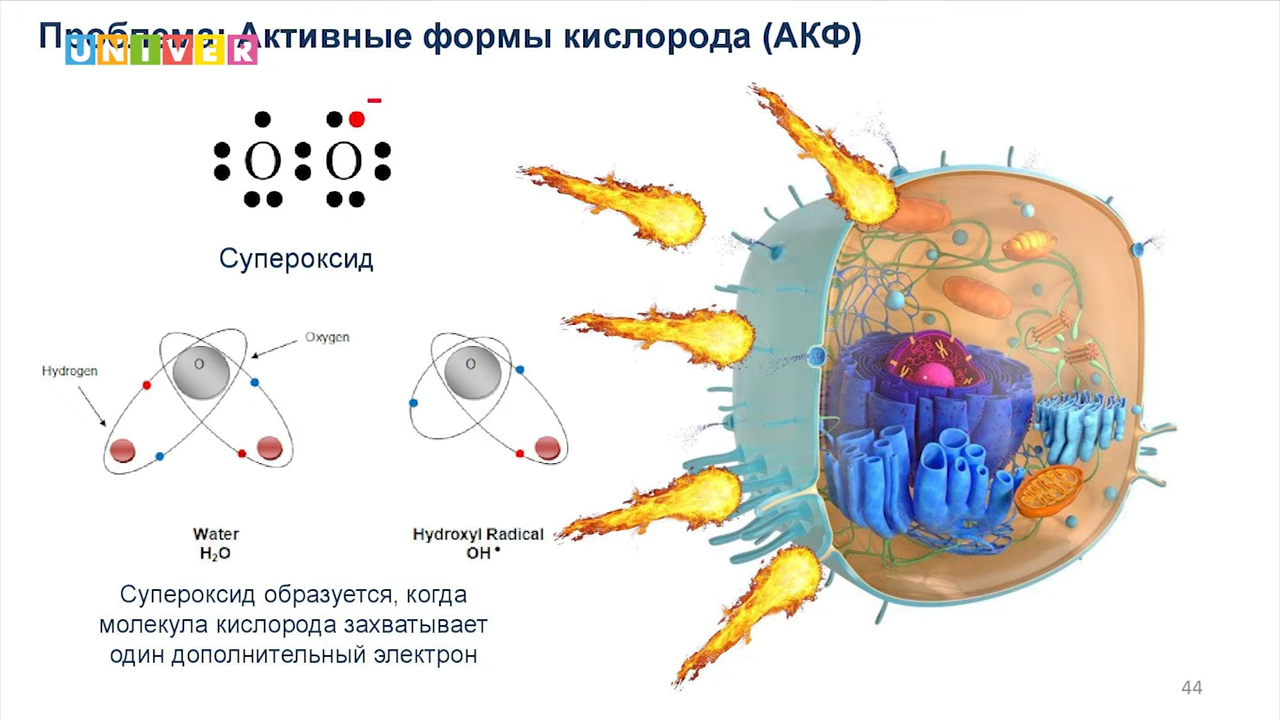 Проблема: Активные формы кислорода (АКФ)
UNIVER
O O
Супероксид
Oxygen
Hydrogen
O
O
Water
H₂O
Hydroxyl Radical
OH•
Супероксид образуется, когда
молекула кислорода захватывает
один дополнительный электрон
44